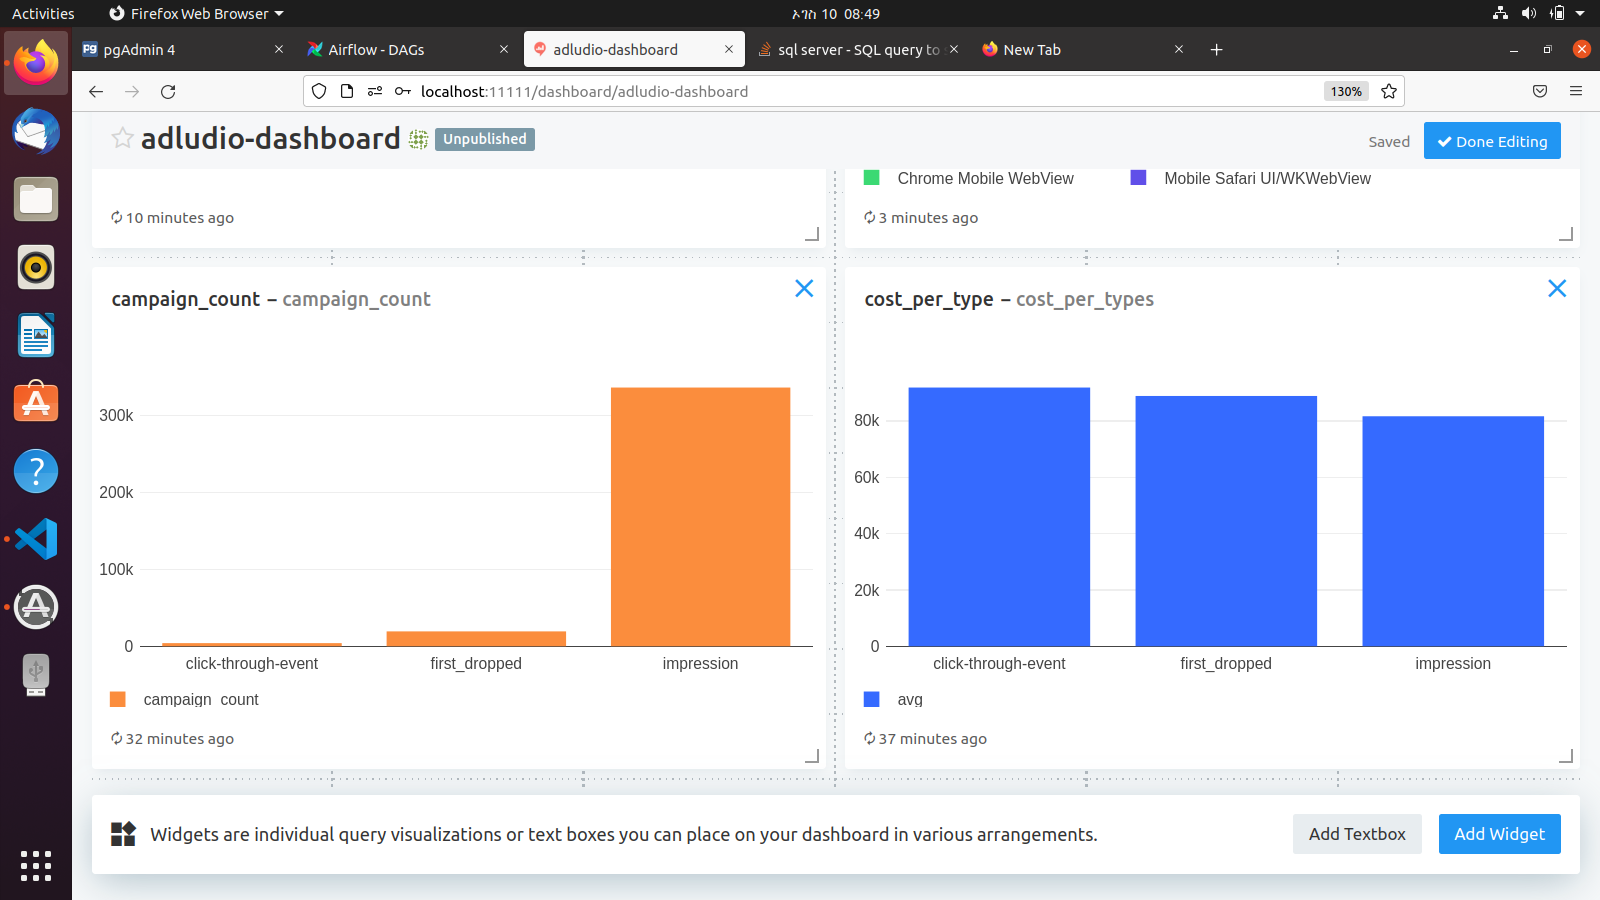 Activities
Firefox Web Browser
ኦገስ 10 08:49
pgAdmin 4
Airflow - DAGs
adludio-dashboard
sql server - SQL query to
New Tab
localhost:11111/dashboard/adludio-dashboard
130%
adludio-dashboard
Unpublished
Saved
Done Editing
10 minutes ago
Chrome Mobile WebView
Mobile Safari UI/WKWebView
3 minutes ago
campaign_count – campaign_count
300k
200k
100k
0
click-through-event
first_dropped
impression
campaign_count
32 minutes ago
cost_per_type – cost_per_types
80k
60k
40k
20k
0
click-through-event
first_dropped
impression
avg
37 minutes ago
Widgets are individual query visualizations or text boxes you can place on your dashboard in various arrangements.
Add Textbox
Add Widget